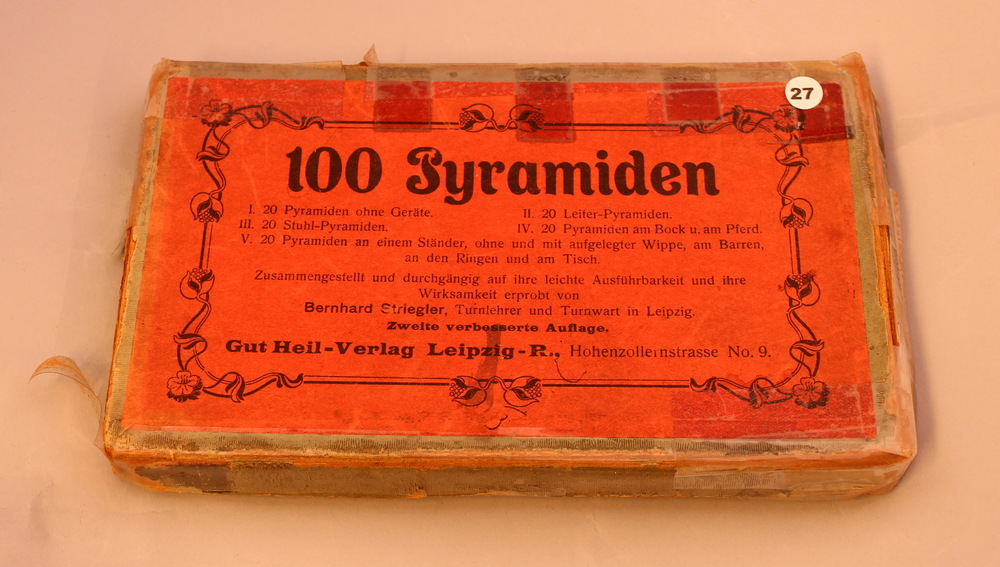 27
100 Pyramiden
I. 20 Pyramiden ohne Geräte. II. 20 Leiter-Pyramiden.
III. 20 Stuhl-Pyramiden. IV. 20 Pyramiden am Bock u. am Pferd.
V. 20 Pyramiden an einem Ständer, ohne und mit aufgelegter Wippe, am Barren,
an den Ringen und am Tisch.
Zusammengestellt und durchgängig auf ihre leichte Ausführbarkeit und ihre
Wirksamkeit erprobt von
Bernhard Striegler, Turnlehrer und Turnwart in Leipzig.
Zweite verbesserte Auflage.
Gut Heil-Verlag Leipzig-R., Hohenzollernstrasse No. 9.